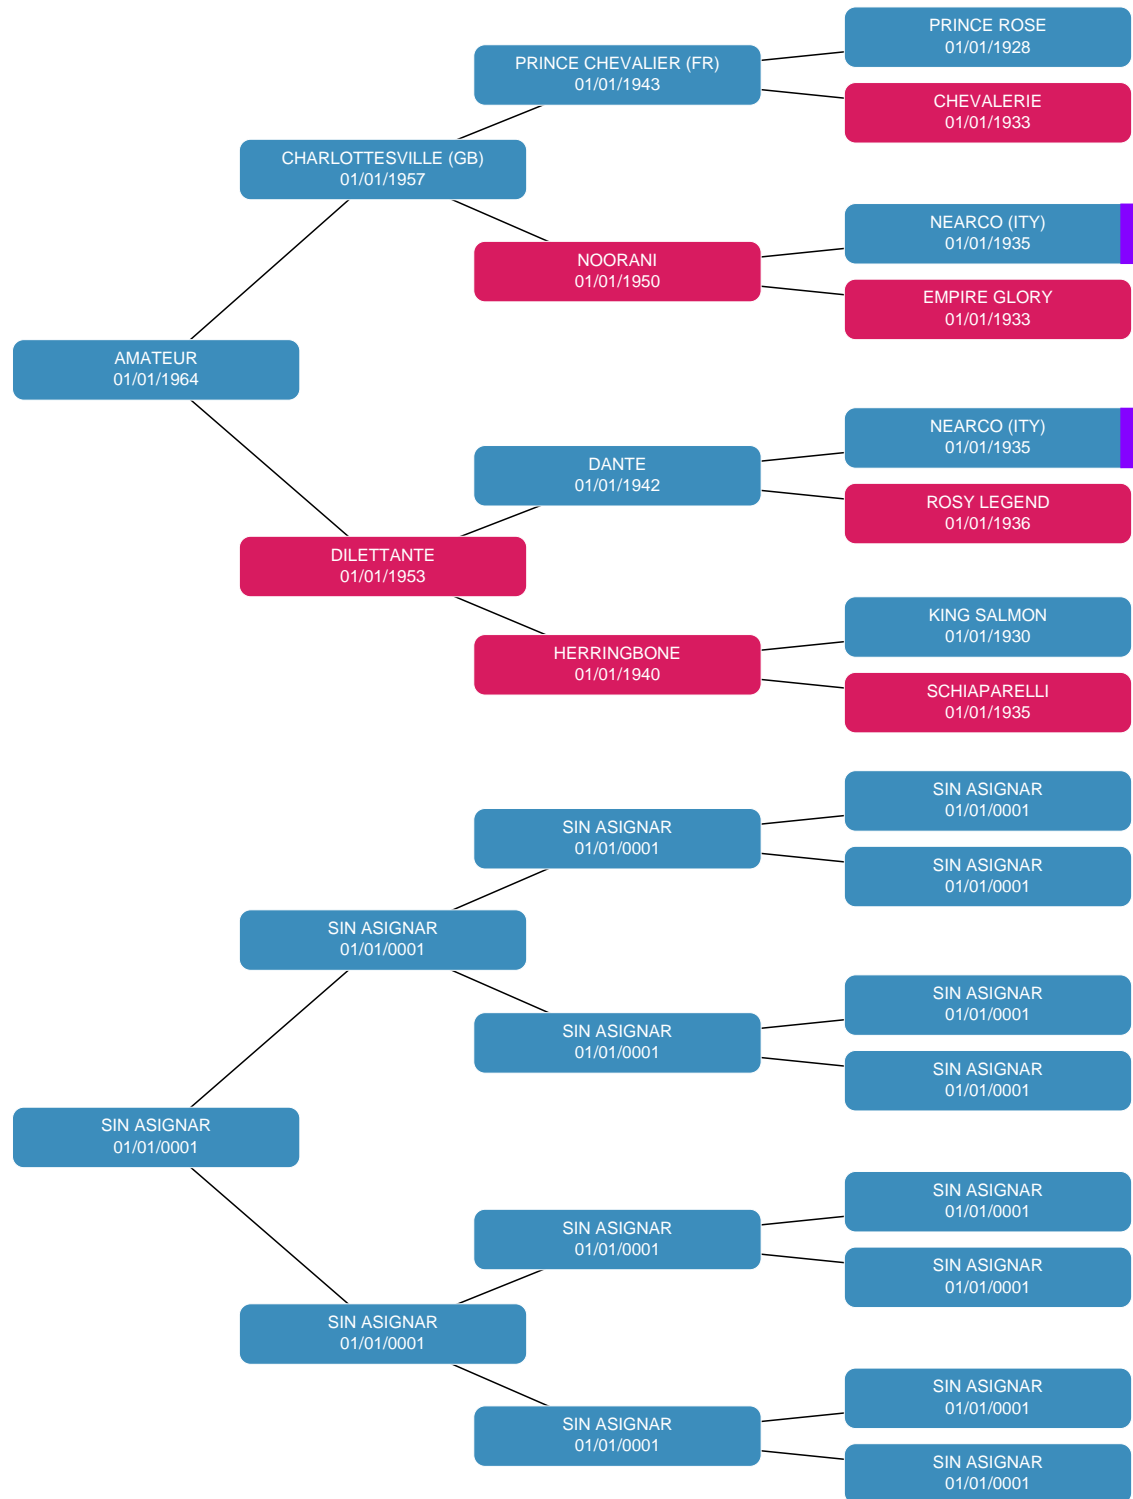 PRINCE ROSE
01/01/1928
PRINCE CHEVALIER (FR)
01/01/1943
CHEVALERIE
01/01/1933
CHARLOTTESVILLE (GB)
01/01/1957
NEARCO (ITY)
01/01/1935
NOORANI
01/01/1950
EMPIRE GLORY
01/01/1933
AMATEUR
01/01/1964
NEARCO (ITY)
01/01/1935
DANTE
01/01/1942
ROSY LEGEND
01/01/1936
DILETTANTE
01/01/1953
KING SALMON
01/01/1930
HERRINGBONE
01/01/1940
SCHIAPARELLI
01/01/1935
SIN ASIGNAR
01/01/0001
SIN ASIGNAR
01/01/0001
SIN ASIGNAR
01/01/0001
SIN ASIGNAR
01/01/0001
SIN ASIGNAR
01/01/0001
SIN ASIGNAR
01/01/0001
SIN ASIGNAR
01/01/0001
SIN ASIGNAR
01/01/0001
SIN ASIGNAR
01/01/0001
SIN ASIGNAR
01/01/0001
SIN ASIGNAR
01/01/0001
SIN ASIGNAR
01/01/0001
SIN ASIGNAR
01/01/0001
SIN ASIGNAR
01/01/0001
SIN ASIGNAR
01/01/0001